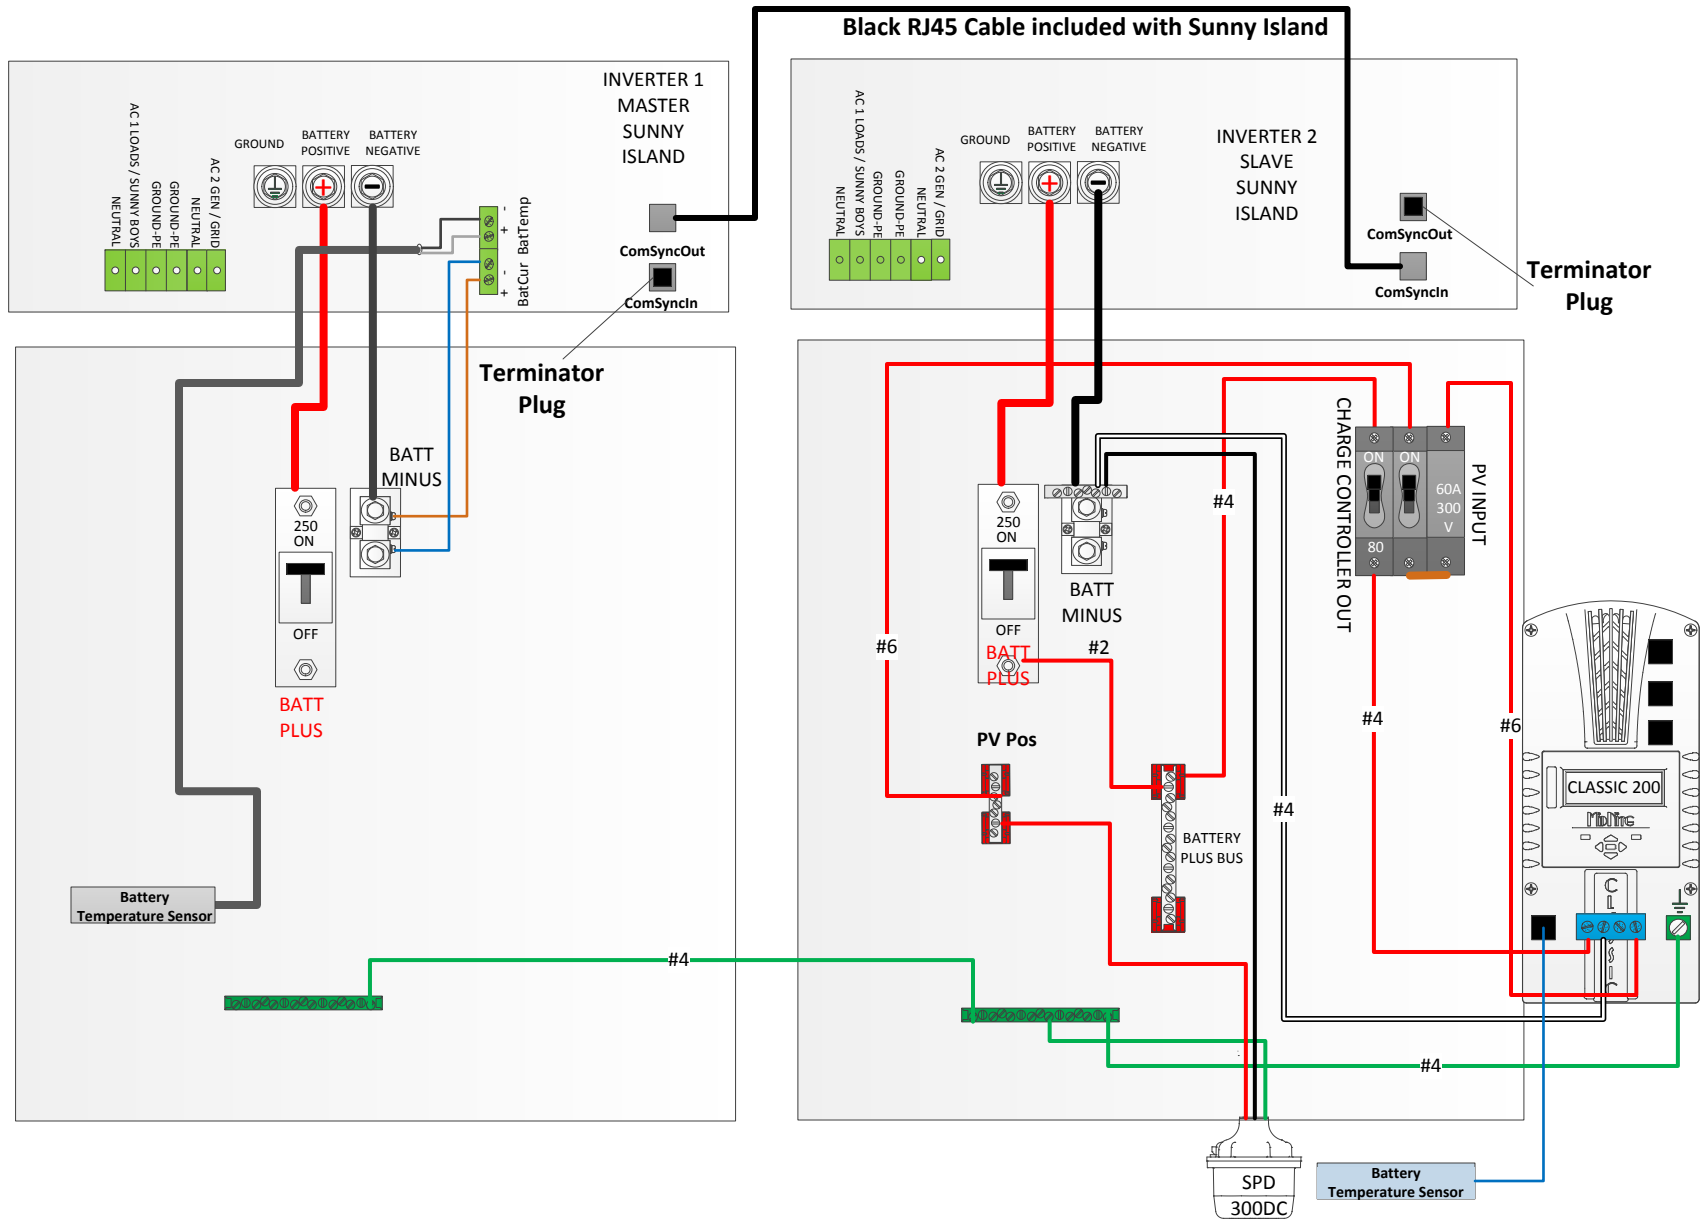 Black RJ45 Cable included with Sunny Island
INVERTER 1
MASTER
SUNNY
ISLAND
AC 1 LOADS / SUNNY BOYS
NEUTRAL
GROUND-PE
GROUND-PE
NEUTRAL
AC 2 GEN / GRID
GROUND
BATTERY
POSITIVE
BATTERY
NEGATIVE
-
+
BatTemp
-
+
BatCur
ComSyncOut
ComSyncIn
Terminator
Plug
INVERTER 2
SLAVE
SUNNY
ISLAND
AC 1 LOADS / SUNNY BOYS
NEUTRAL
GROUND-PE
GROUND-PE
NEUTRAL
AC 2 GEN / GRID
GROUND
BATTERY
POSITIVE
BATTERY
NEGATIVE
ComSyncOut
ComSyncIn
Terminator
Plug
BATT
MINUS
250
ON
OFF
BATT
PLUS
Battery
Temperature Sensor
#4
250
ON
OFF
BATT
PLUS
BATT
MINUS
#2
#6
#4
CHARGE CONTROLLER OUT
ON
ON
80
60A
300
V
PV INPUT
#4
#6
PV Pos
BATTERY
PLUS BUS
#4
CLASSIC 200
MidNite
CLASSIC
#4
SPD
300DC
Battery
Temperature Sensor